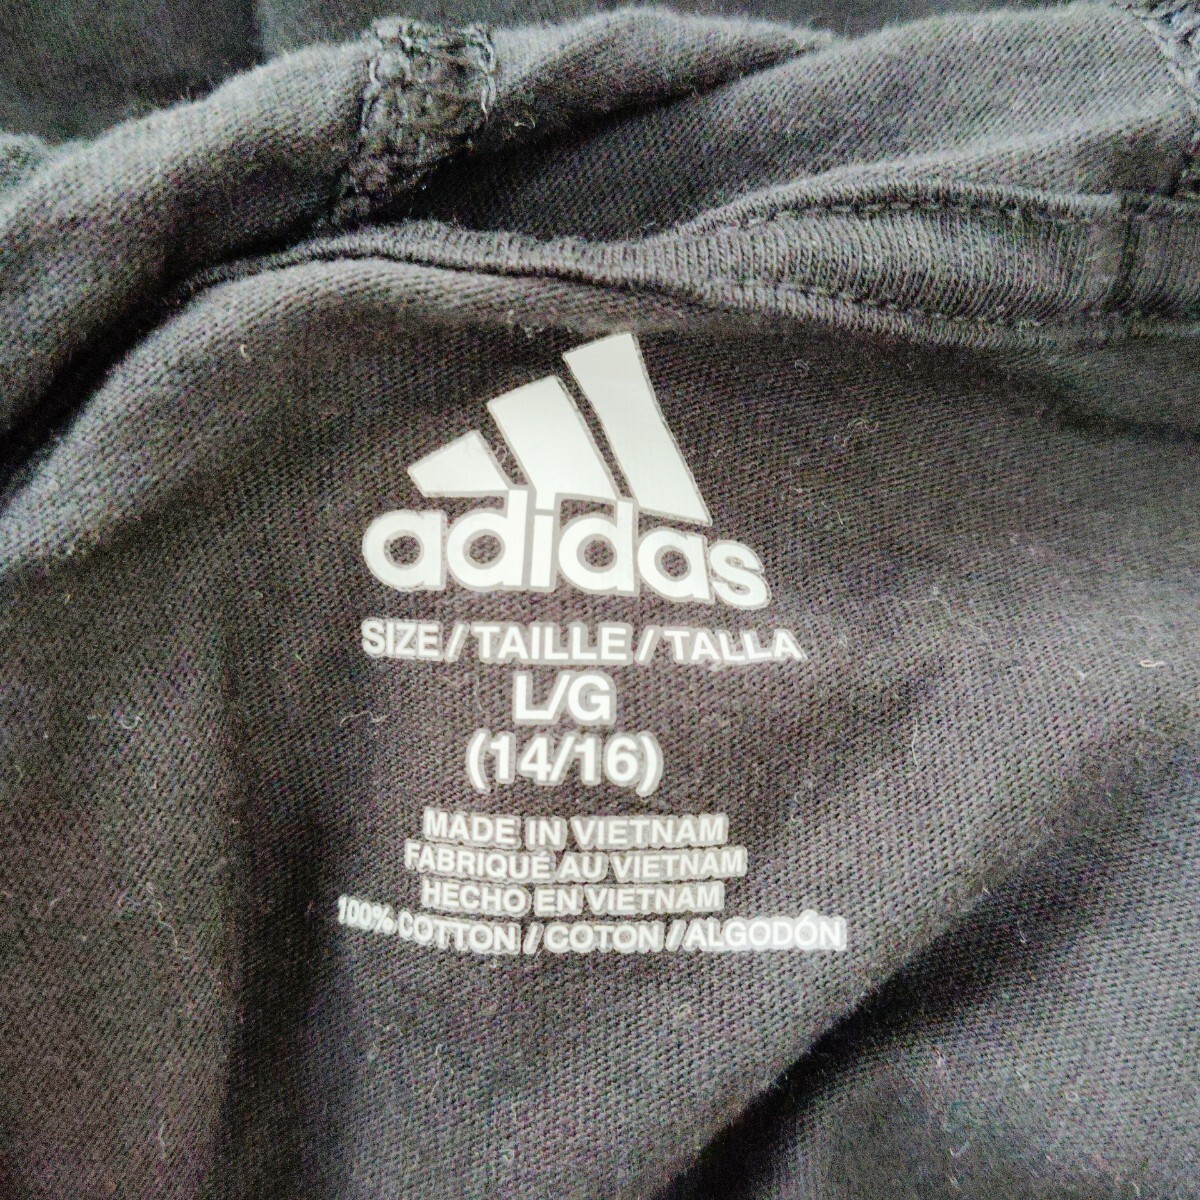 adidas
SIZE/TAILLE/TALLA
L/G
(14/16)
MADE IN VIETNAM
FABRIQUÉ AU VIETNAM
HECHO EN VIETNAM
100% COTTON/COTON/ALGODÓN